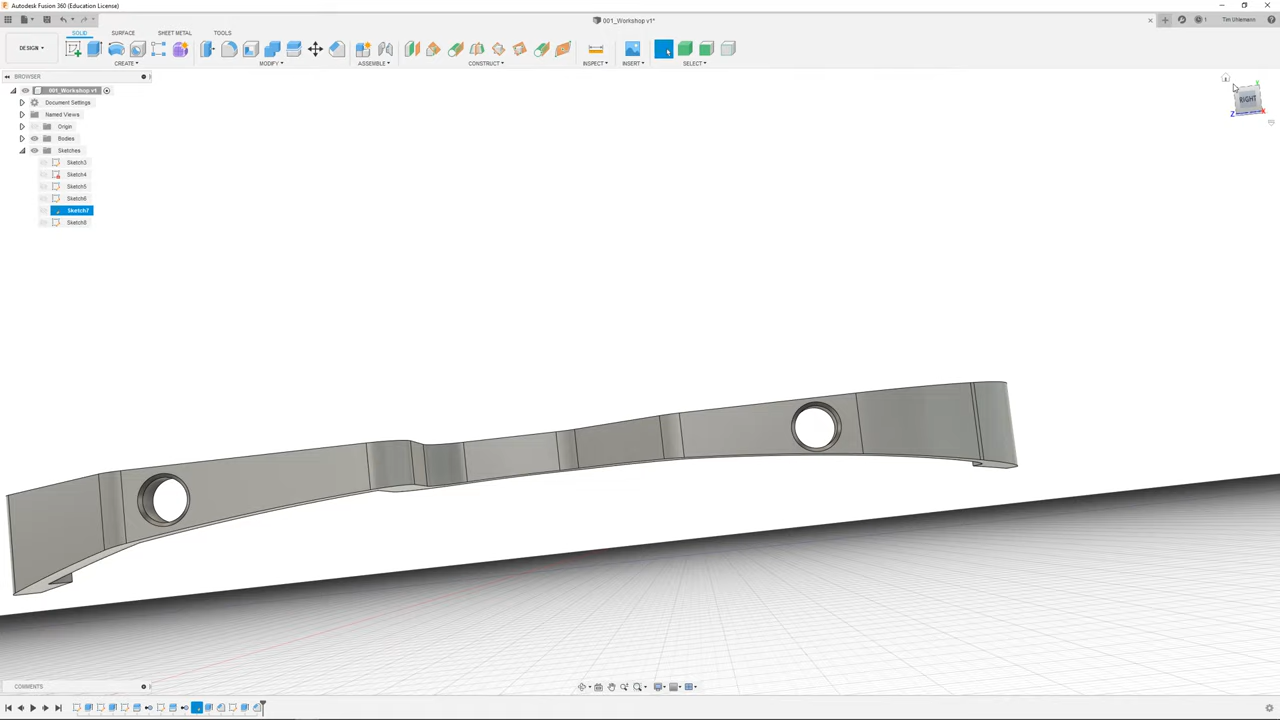 Autodesk Fusion 360 (Education License)
001_Workshop v1*
1
Tim Uhlemann
DESIGN
SOLID SURFACE SHEET METAL TOOLS
CREATE MODIFY ASSEMBLE CONSTRUCT INSPECT INSERT SELECT
BROWSER
001_Workshop v1
Document Settings
Named Views
Origin
Bodies
Sketches
Sketch3
Sketch4
Sketch5
Sketch6
Sketch7
Sketch8
RIGHT
Y
Z
X
COMMENTS